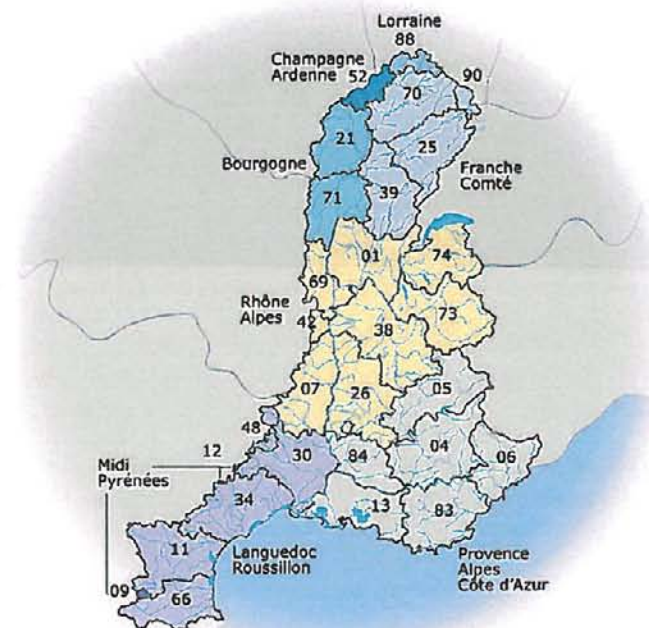 Lorraine
88
Champagne
Ardenne
52
90
70
21
25
Bourgogne
Franche
Comté
71
39
01
74
69
Rhône
Alpes
42
38
73
07
26
05
48
12
30
84
04
06
Midi
Pyrénées
34
13
83
11
Languedoc
Roussillon
Provence
Alpes
Côte d'Azur
09
66